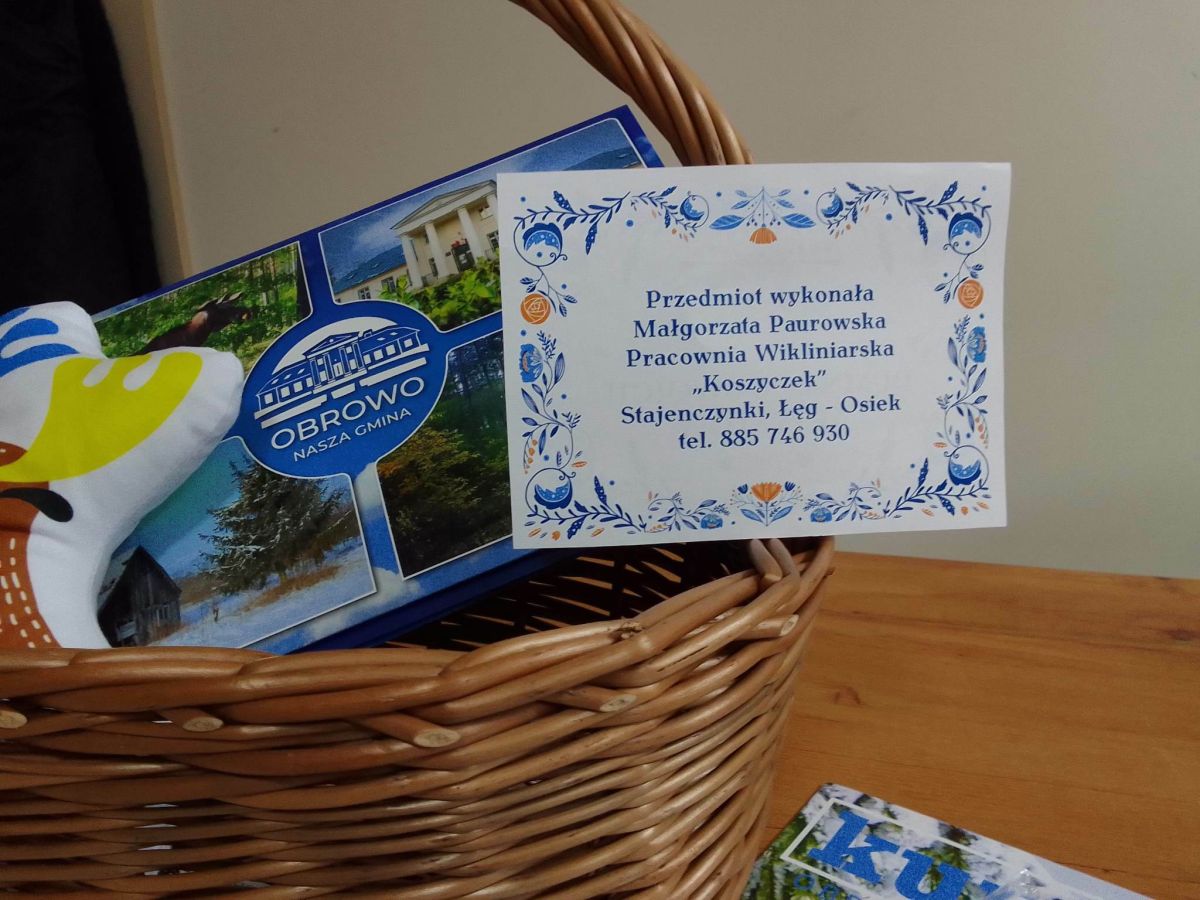 OBROWO
NASZA GMINA
Przedmiot wykonała
Małgorzata Paurowska
Pracownia Wikliniarska
„Koszyczek”
Stajenczynki, Łęg - Osiek
tel. 885 746 930